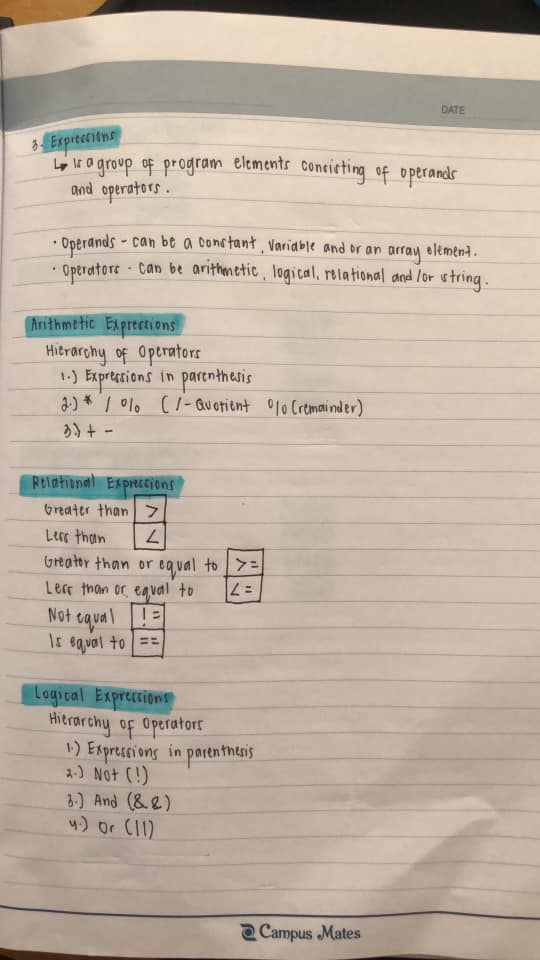 DATE
3. Expressions
↳ is a group of program elements consisting of operands
and operators.
· Operands - can be a constant, variable and or an array element.
· Operators - can be arithmetic, logical, relational and /or string.
Arithmetic Expressions
Hierarchy of Operators
1.) Expressions in parenthesis
2.) * / % ( /- Quotient % (remainder)
3.) + -
Relational Expressions
Greater than >
Less than <
Greater than or equal to >=
Less than or equal to <=
Not equal !=
Is equal to ==
Logical Expressions
Hierarchy of Operators
1.) Expressions in parenthesis
2.) Not (!)
3.) And (&&)
4.) Or (||)
Campus Mates